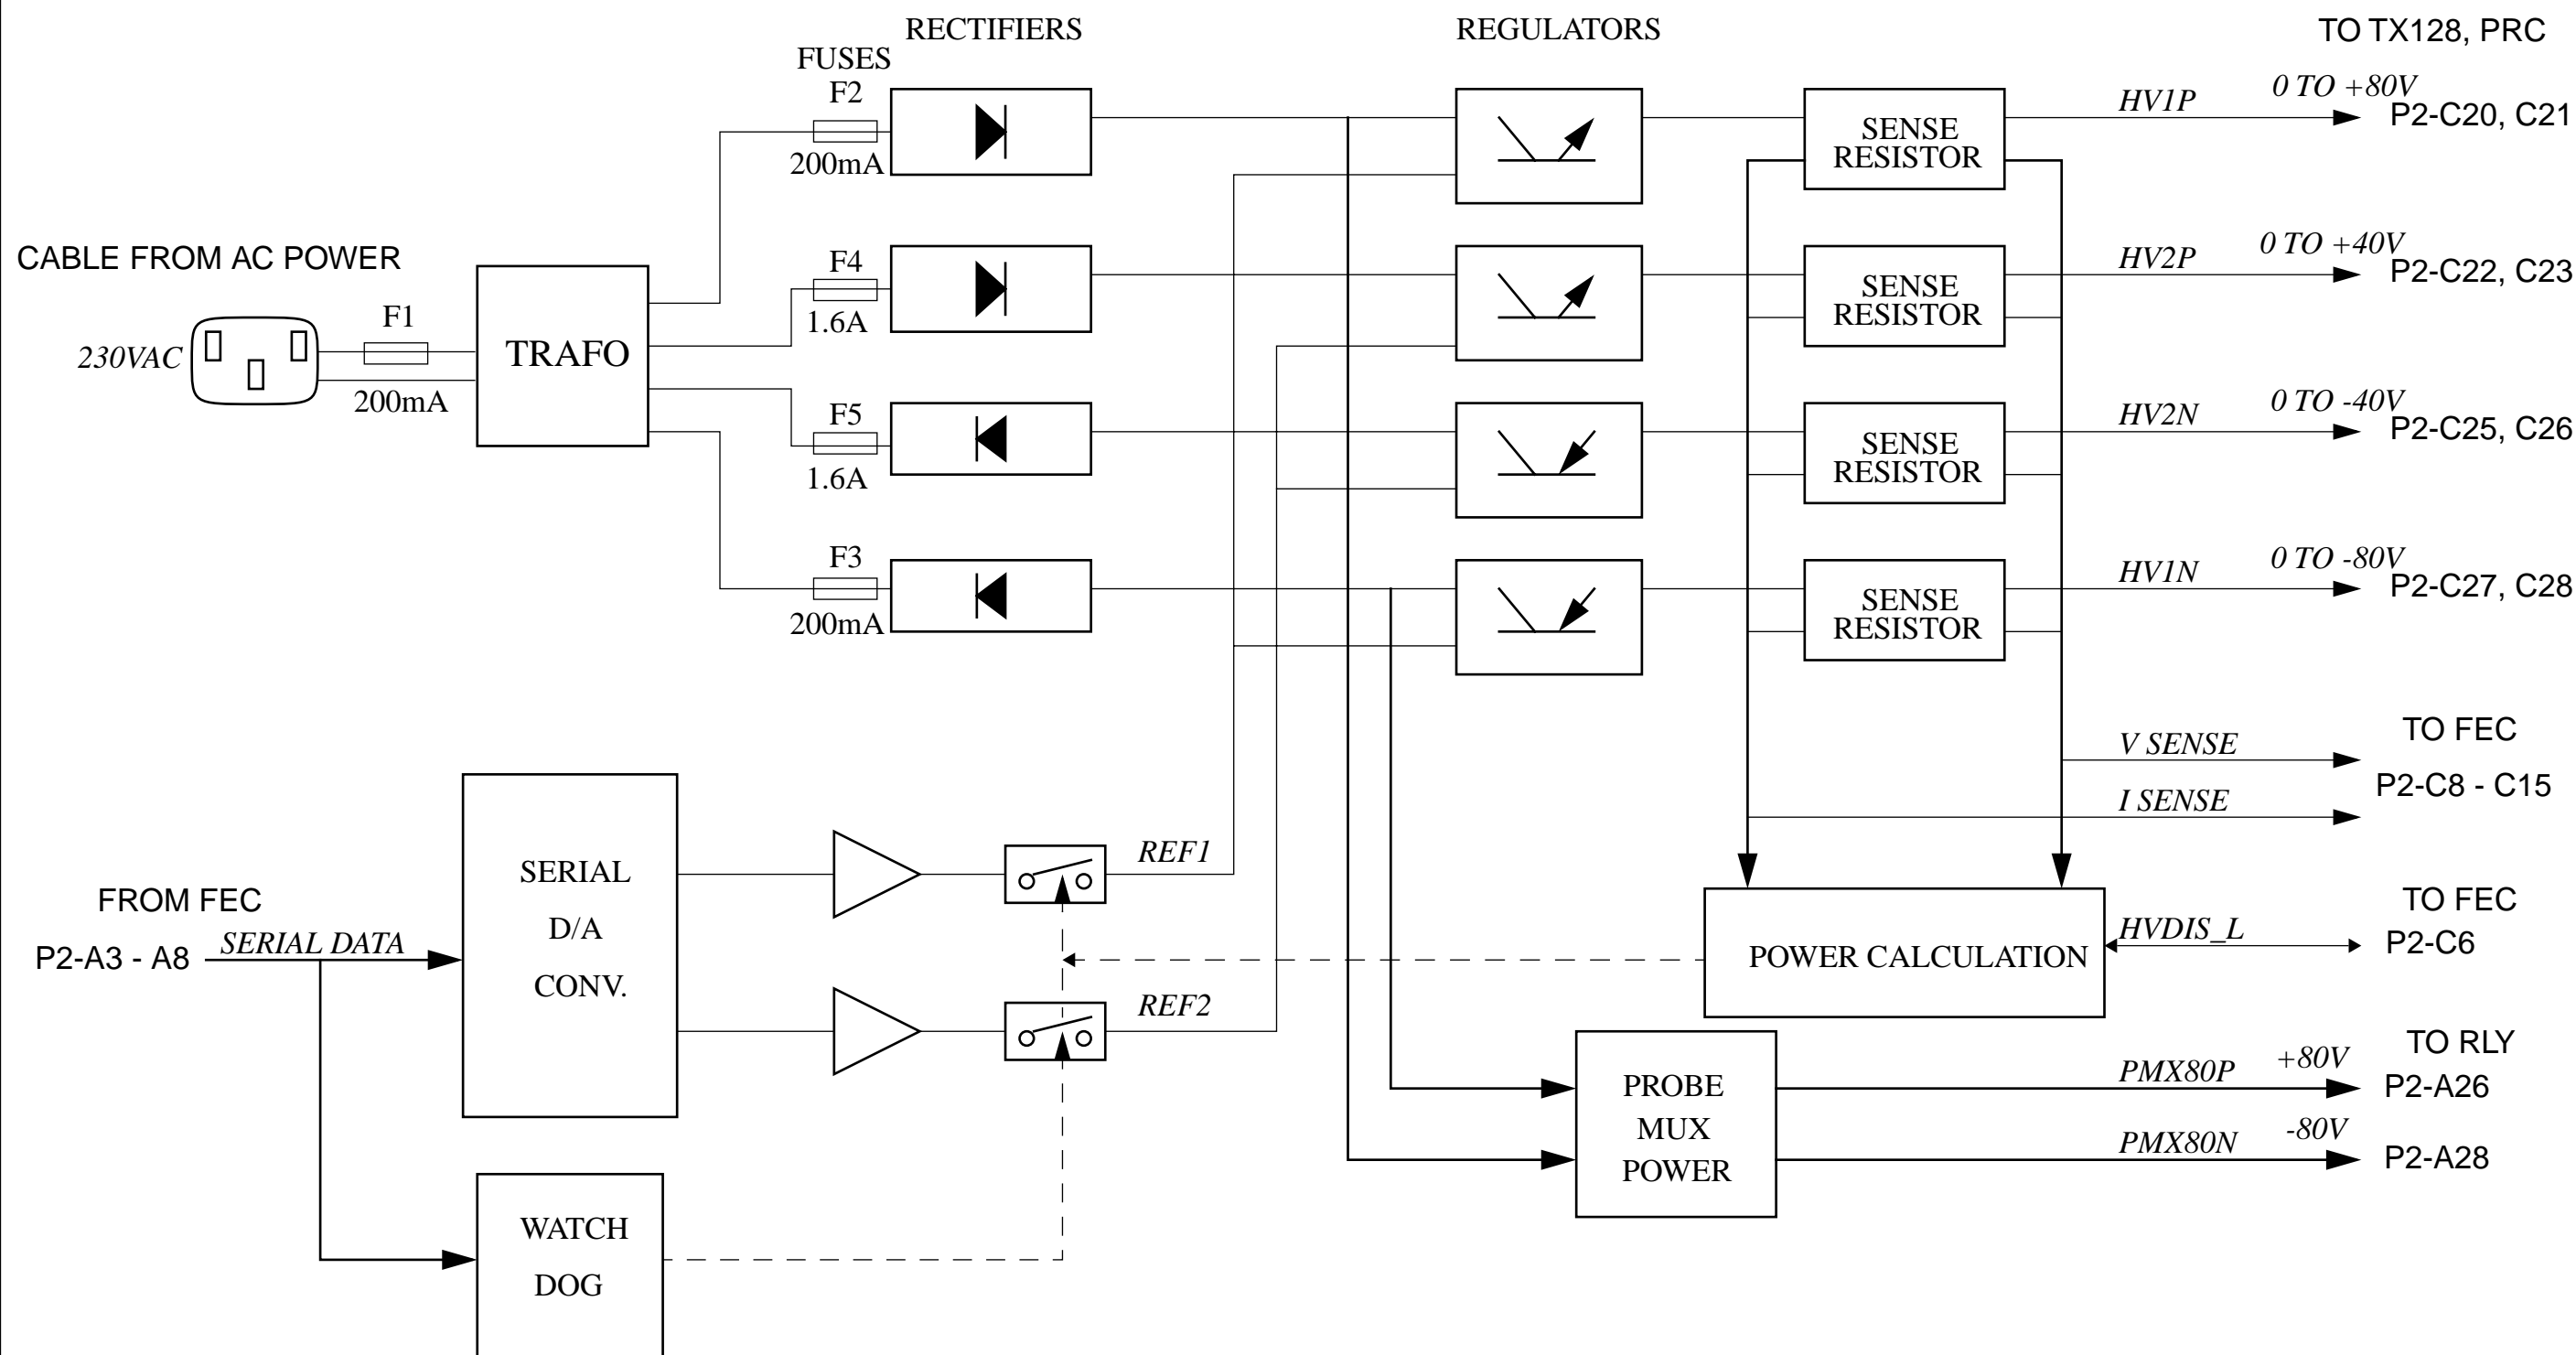 RECTIFIERS
REGULATORS
TO TX128, PRC
FUSES
F2
200mA
SENSE
RESISTOR
HV1P
0 TO +80V
P2-C20, C21
CABLE FROM AC POWER
230VAC
F1
200mA
TRAFO
F4
1.6A
SENSE
RESISTOR
HV2P
0 TO +40V
P2-C22, C23
F5
1.6A
SENSE
RESISTOR
HV2N
0 TO -40V
P2-C25, C26
F3
200mA
SENSE
RESISTOR
HV1N
0 TO -80V
P2-C27, C28
TO FEC
V SENSE
P2-C8 - C15
I SENSE
FROM FEC
P2-A3 - A8
SERIAL DATA
SERIAL
D/A
CONV.
REF1
REF2
POWER CALCULATION
TO FEC
HVDIS_L
P2-C6
PROBE
MUX
POWER
TO RLY
PMX80P
+80V
P2-A26
PMX80N
-80V
P2-A28
WATCH
DOG